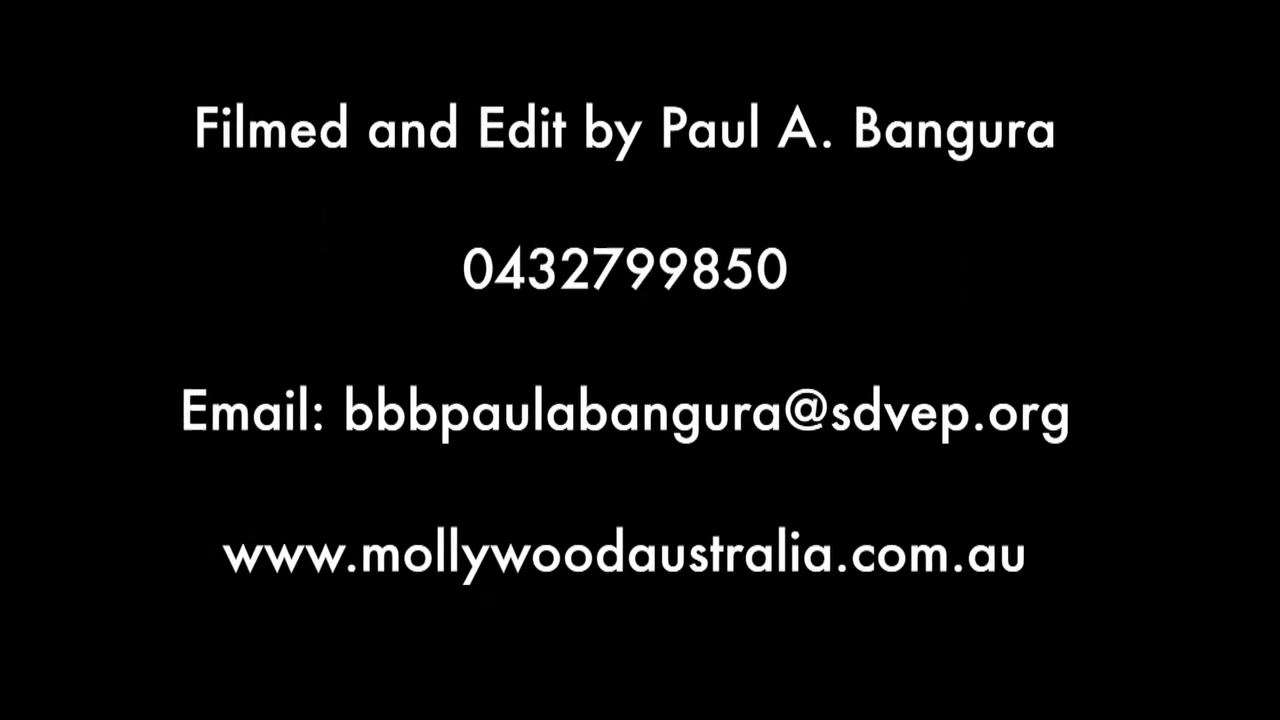 Filmed and Edit by Paul A. Bangura
0432799850
Email: bbbpaulabangura@sdvep.org
www.mollywoodaustralia.com.au